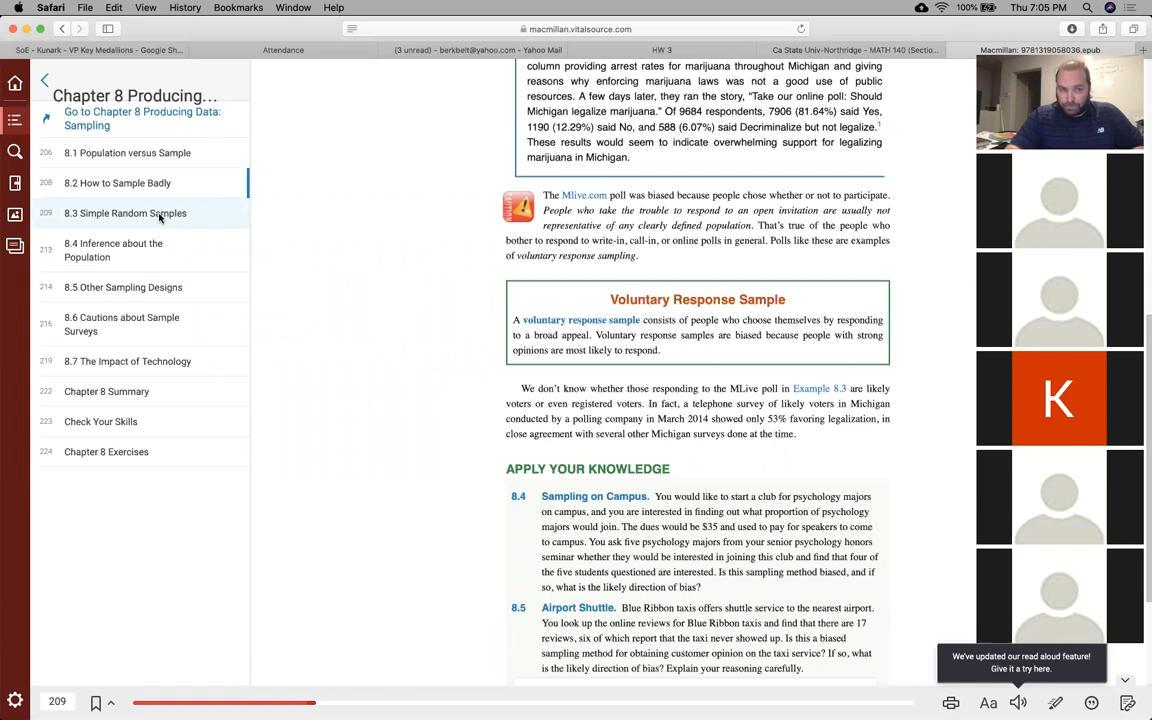 Safari File Edit View History Bookmarks Window Help 100% Thu 7:05 PM
macmillan.vitalsource.com
SoE - Kunark - VP Key Medallions - Google Sh... Attendance (3 unread) - berkbelt@yahoo.com - Yahoo Mail HW 3 Ca State Univ-Northridge - MATH 140 (Sectio... Macmillan: 9781319058036.epub
Chapter 8 Producing...
Go to Chapter 8 Producing Data:
Sampling
206 8.1 Population versus Sample
208 8.2 How to Sample Badly
209 8.3 Simple Random Samples
213 8.4 Inference about the
Population
214 8.5 Other Sampling Designs
216 8.6 Cautions about Sample
Surveys
219 8.7 The Impact of Technology
222 Chapter 8 Summary
223 Check Your Skills
224 Chapter 8 Exercises
column providing arrest rates for marijuana throughout Michigan and giving
reasons why enforcing marijuana laws was not a good use of public
resources. A few days later, they ran the story, “Take our online poll: Should
Michigan legalize marijuana.” Of 9684 respondents, 7906 (81.64%) said Yes,
1190 (12.29%) said No, and 588 (6.07%) said Decriminalize but not legalize.1
These results would seem to indicate overwhelming support for legalizing
marijuana in Michigan.
CAUTION
The Mlive.com poll was biased because people chose whether or not to participate.
People who take the trouble to respond to an open invitation are usually not
representative of any clearly defined population. That’s true of the people who
bother to respond to write-in, call-in, or online polls in general. Polls like these are examples
of voluntary response sampling.
Voluntary Response Sample
A voluntary response sample consists of people who choose themselves by responding
to a broad appeal. Voluntary response samples are biased because people with strong
opinions are most likely to respond.
We don’t know whether those responding to the MLive poll in Example 8.3 are likely
voters or even registered voters. In fact, a telephone survey of likely voters in Michigan
conducted by a polling company in March 2014 showed only 53% favoring legalization, in
close agreement with several other Michigan surveys done at the time.
APPLY YOUR KNOWLEDGE
8.4 Sampling on Campus. You would like to start a club for psychology majors
on campus, and you are interested in finding out what proportion of psychology
majors would join. The dues would be $35 and used to pay for speakers to come
to campus. You ask five psychology majors from your senior psychology honors
seminar whether they would be interested in joining this club and find that four of
the five students questioned are interested. Is this sampling method biased, and if
so, what is the likely direction of bias?
8.5 Airport Shuttle. Blue Ribbon taxis offers shuttle service to the nearest airport.
You look up the online reviews for Blue Ribbon taxis and find that there are 17
reviews, six of which report that the taxi never showed up. Is this a biased
sampling method for obtaining customer opinion on the taxi service? If so, what
is the likely direction of bias? Explain your reasoning carefully.
K
We've updated our read aloud feature!
Give it a try here.
209
Aa